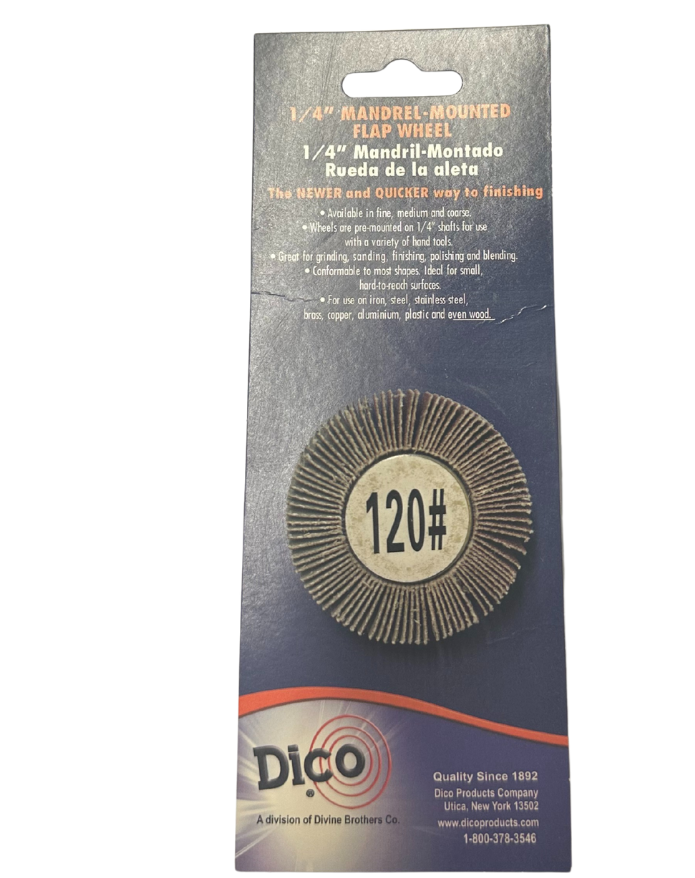 1/4" MANDREL-MOUNTED
FLAP WHEEL
1/4" Mandril-Montado
Rueda de la aleta
The NEWER and QUICKER way to finishing
• Available in fine, medium and coarse.
• Wheels are pre-mounted on 1/4" shafts for use
with a variety of hand tools.
• Great for grinding, sanding, finishing, polishing and blending.
• Conformable to most shapes. Ideal for small,
hard-to-reach surfaces.
• For use on iron, steel, stainless steel,
brass, copper, aluminium, plastic and even wood.
120#
Dico
®
A division of Divine Brothers Co.
Quality Since 1892
Dico Products Company
Utica, New York 13502
www.dicoproducts.com
1-800-378-3546